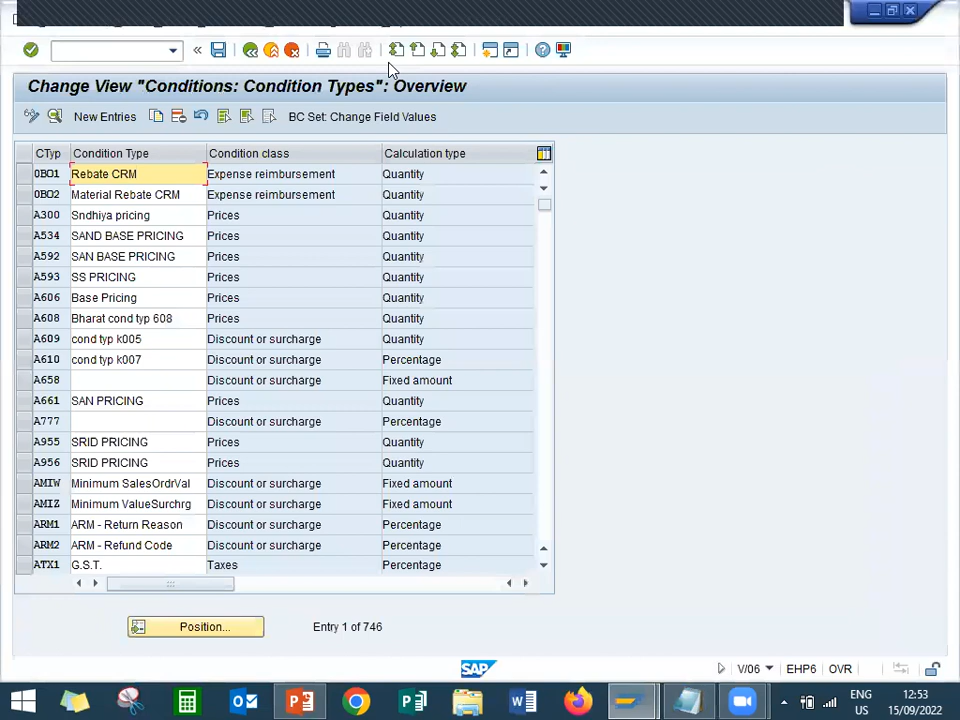 Change View "Conditions: Condition Types": Overview
New Entries BC Set: Change Field Values
CTyp Condition Type Condition class Calculation type
0BO1 Rebate CRM Expense reimbursement Quantity
0BO2 Material Rebate CRM Expense reimbursement Quantity
A300 Sndhiya pricing Prices Quantity
A534 SAND BASE PRICING Prices Quantity
A592 SAN BASE PRICING Prices Quantity
A593 SS PRICING Prices Quantity
A606 Base Pricing Prices Quantity
A608 Bharat cond typ 608 Prices Quantity
A609 cond typ k005 Discount or surcharge Quantity
A610 cond typ k007 Discount or surcharge Percentage
A658 Discount or surcharge Fixed amount
A661 SAN PRICING Prices Quantity
A777 Discount or surcharge Percentage
A955 SRID PRICING Prices Quantity
A956 SRID PRICING Prices Quantity
AMIW Minimum SalesOrdrVal Discount or surcharge Fixed amount
AMIZ Minimum ValueSurchrg Discount or surcharge Fixed amount
ARM1 ARM - Return Reason Discount or surcharge Percentage
ARM2 ARM - Refund Code Discount or surcharge Percentage
ATX1 G.S.T. Taxes Percentage
Position... Entry 1 of 746
SAP V/06 EHP6 OVR
ENG 12:53
US 15/09/2022